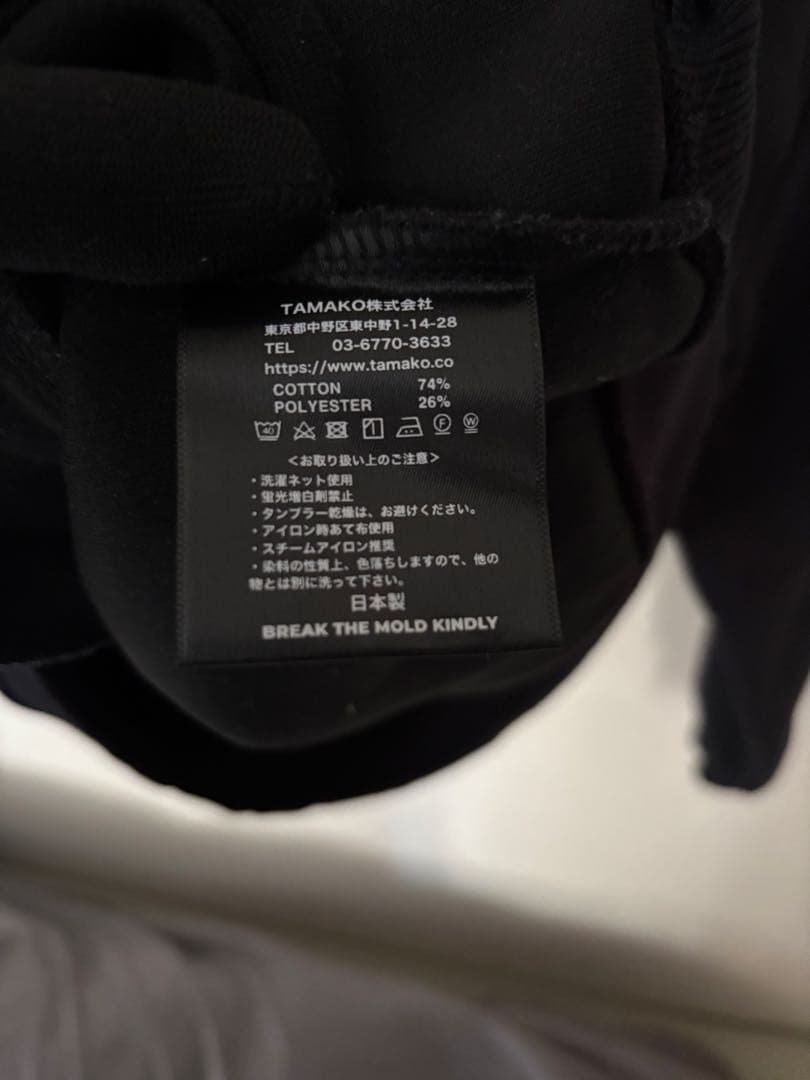 TAMAKO株式会社
東京都中野区東中野1-14-28
TEL 03-6770-3633
https://www.tamako.co
COTTON 74%
POLYESTER 26%
40 F W
<お取り扱い上のご注意>
・洗濯ネット使用
・蛍光増白剤禁止
・タンブラー乾燥は、お避けください。
・アイロン時あて布使用
・スチームアイロン推奨
・染料の性質上、色落ちしますので、他の
物とは別に洗って下さい。
日本製
BREAK THE MOLD KINDLY